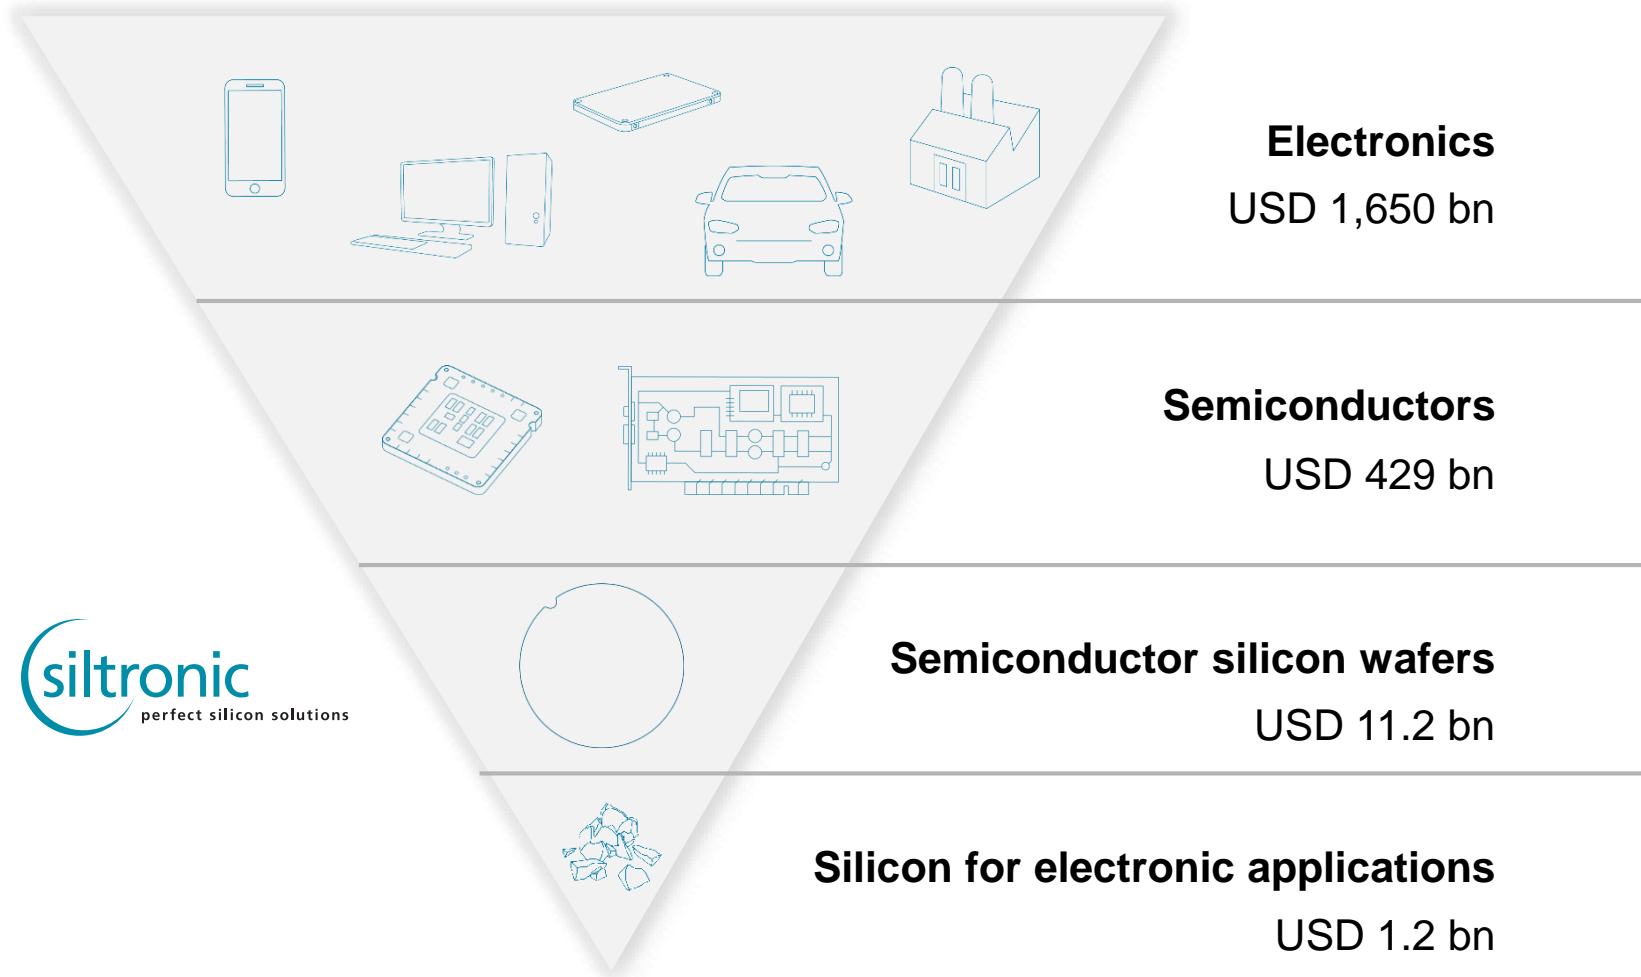 Electronics
USD 1,650 bn
Semiconductors
USD 429 bn
siltronic
perfect silicon solutions
Semiconductor silicon wafers
USD 11.2 bn
Silicon for electronic applications
USD 1.2 bn